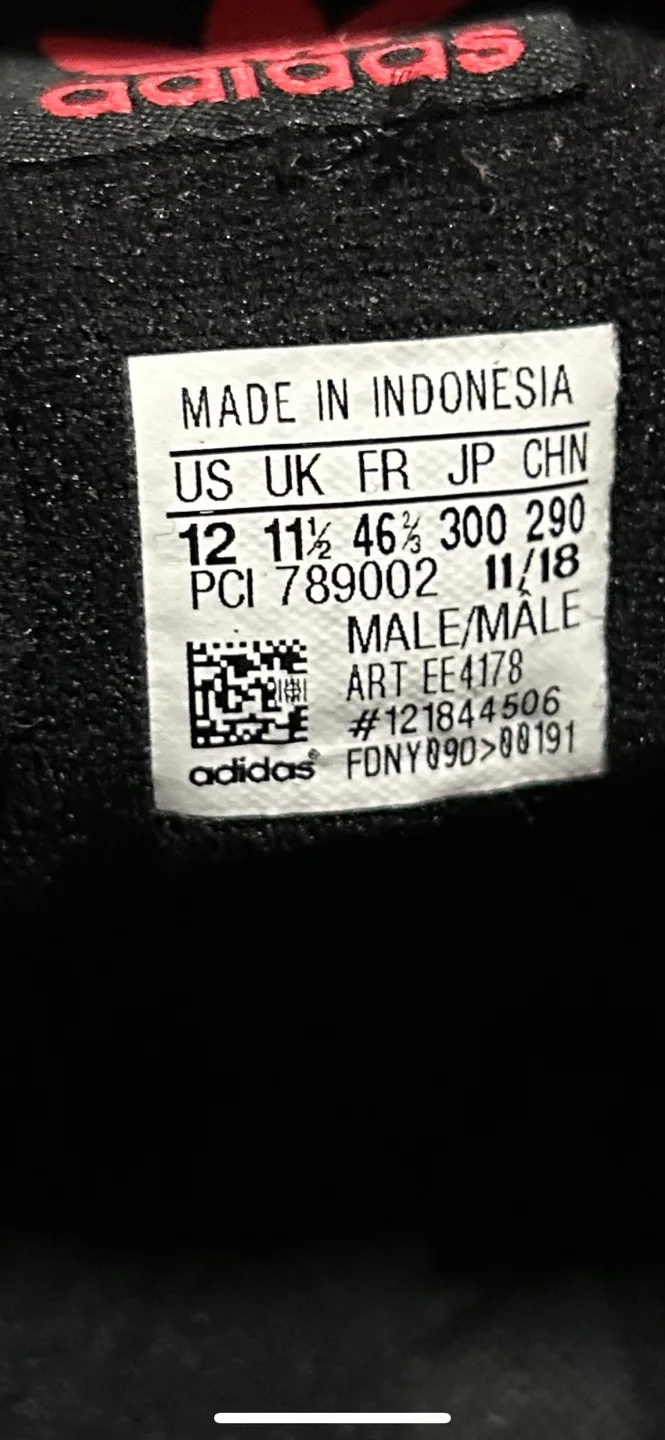 adidas
MADE IN INDONESIA
US UK FR JP CHN
12 11½ 46⅔ 300 290
PCI 789002 11/18
MALE/MÂLE
ART EE4178
#121844506
adidas® FDNY09D>00191